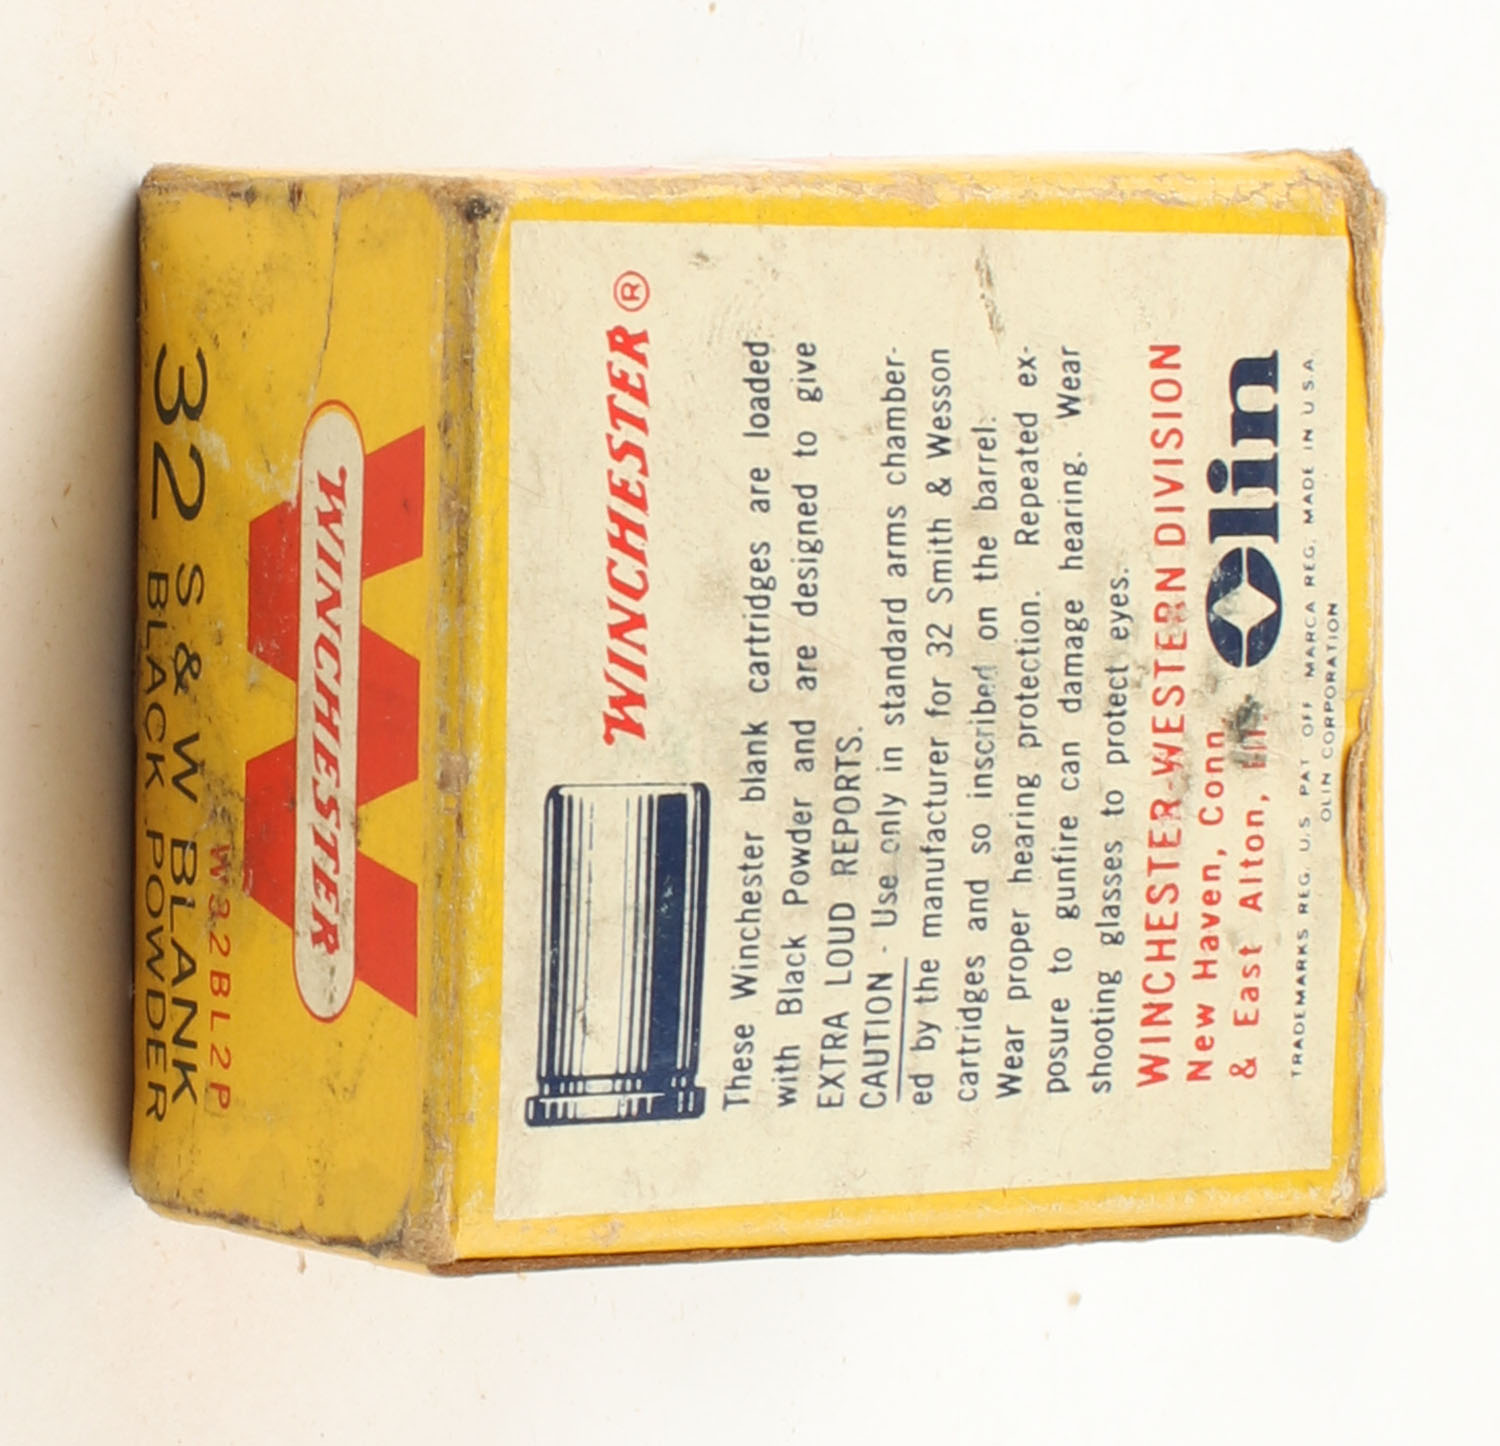 32 S & W BLANK
BLACK POWDER
W32BL2P
WINCHESTER
WINCHESTER ®
These Winchester blank cartridges are loaded
with Black Powder and are designed to give
EXTRA LOUD REPORTS.
CAUTION - Use only in standard arms chamber-
ed by the manufacturer for 32 Smith & Wesson
cartridges and so inscribed on the barrel.
Wear proper hearing protection. Repeated ex-
posure to gunfire can damage hearing. Wear
shooting glasses to protect eyes.
WINCHESTER-WESTERN DIVISION
New Haven, Conn.
& East Alton, Ill.
Olin
TRADEMARKS REG. U.S. PAT OFF MARCA REG. MADE IN U.S.A.
OLIN CORPORATION